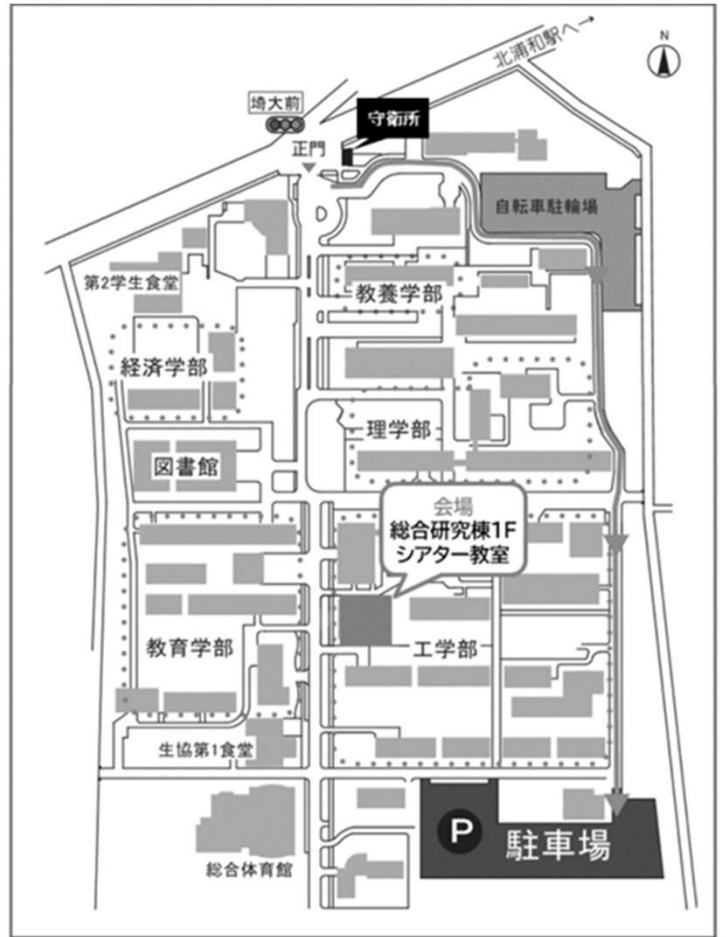 北浦和駅へ→
N
埼大前
守衛所
正門
自転車駐輪場
第2学生食堂
教養学部
経済学部
理学部
図書館
会場
総合研究棟1F
シアター教室
教育学部
工学部
生協第1食堂
P
駐車場
総合体育館